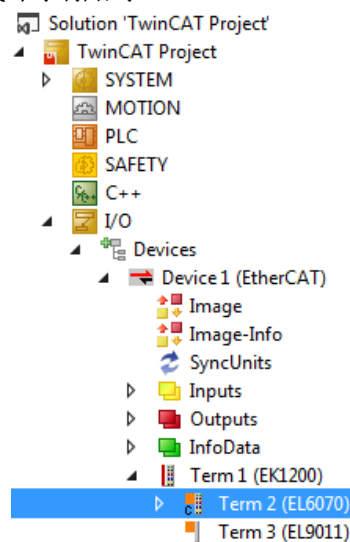 Solution 'TwinCAT Project'
TwinCAT Project
SYSTEM
MOTION
PLC
SAFETY
C++
I/O
Devices
Device 1 (EtherCAT)
Image
Image-Info
SyncUnits
Inputs
Outputs
InfoData
Term 1 (EK1200)
Term 2 (EL6070)
Term 3 (EL9011)